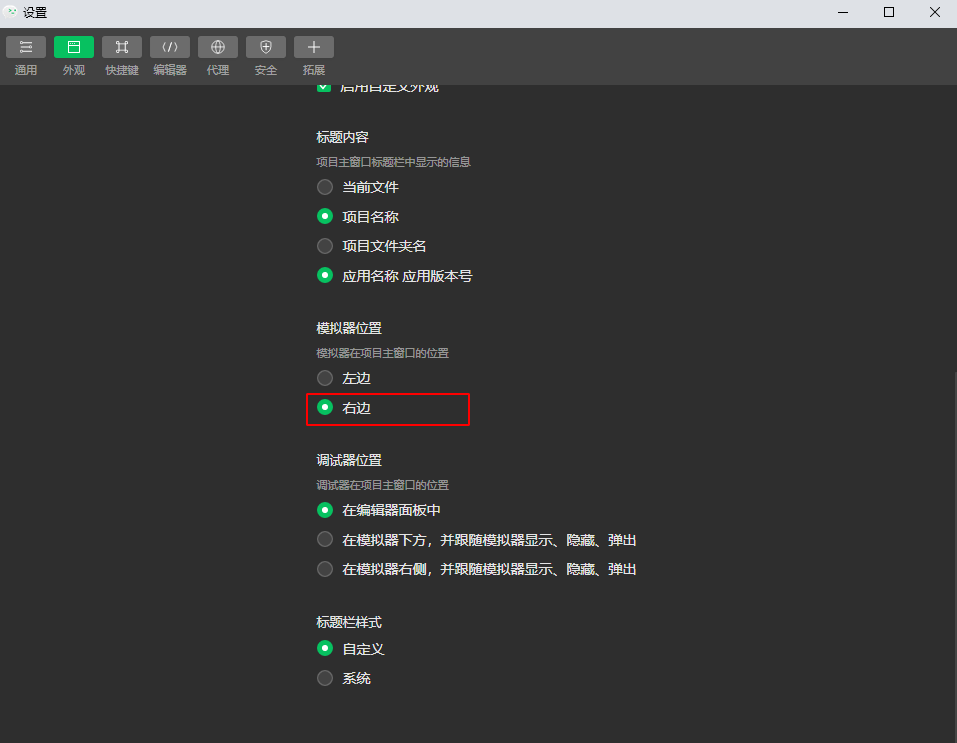 设置
通用 外观 快捷键 编辑器 代理 安全 拓展
启用自定义外观
标题内容
项目主窗口标题栏中显示的信息
当前文件
项目名称
项目文件夹名
应用名称 应用版本号
模拟器位置
模拟器在项目主窗口的位置
左边
右边
调试器位置
调试器在项目主窗口的位置
在编辑器面板中
在模拟器下方，并跟随模拟器显示、隐藏、弹出
在模拟器右侧，并跟随模拟器显示、隐藏、弹出
标题栏样式
自定义
系统